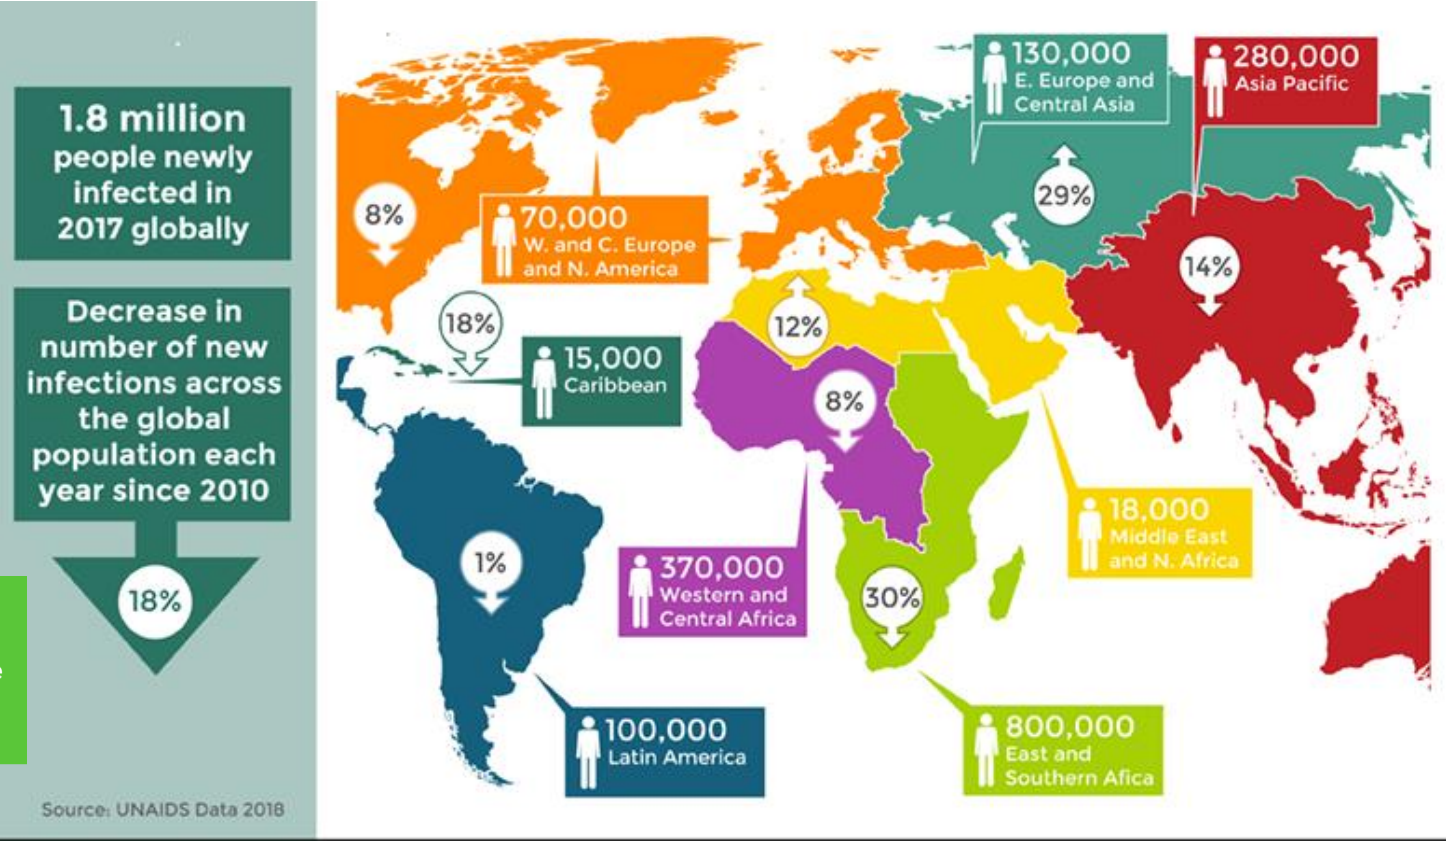 1.8 million
people newly
infected in
2017 globally
Decrease in
number of new
infections across
the global
population each
year since 2010
18%
Source: UNAIDS Data 2018
130,000
E. Europe and
Central Asia
280,000
Asia Pacific
29%
8%
70,000
W. and C. Europe
and N. America
14%
18%
12%
15,000
Caribbean
8%
18,000
Middle East
and N. Africa
1%
370,000
Western and
Central Africa
30%
100,000
Latin America
800,000
East and
Southern Afica